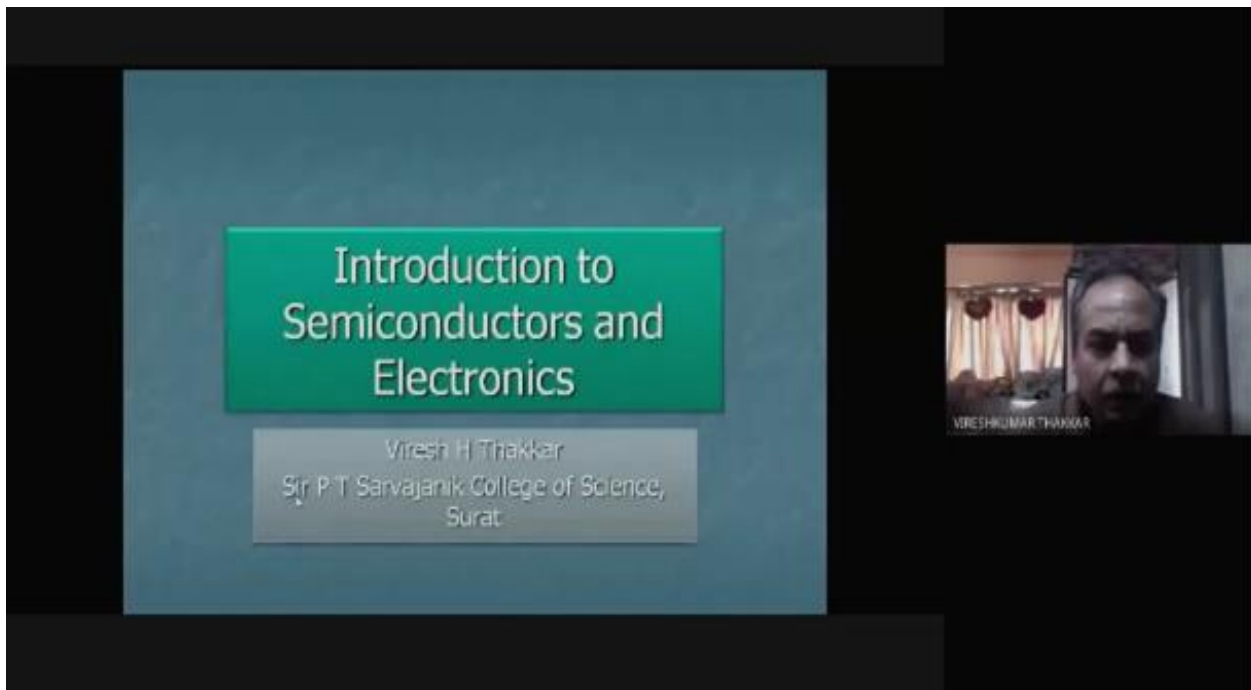 Introduction to
Semiconductors and
Electronics
Viresh H Thakkar
Sir P T Sarvajanik College of Science,
Surat
VIRESHKUMAR THAKKAR